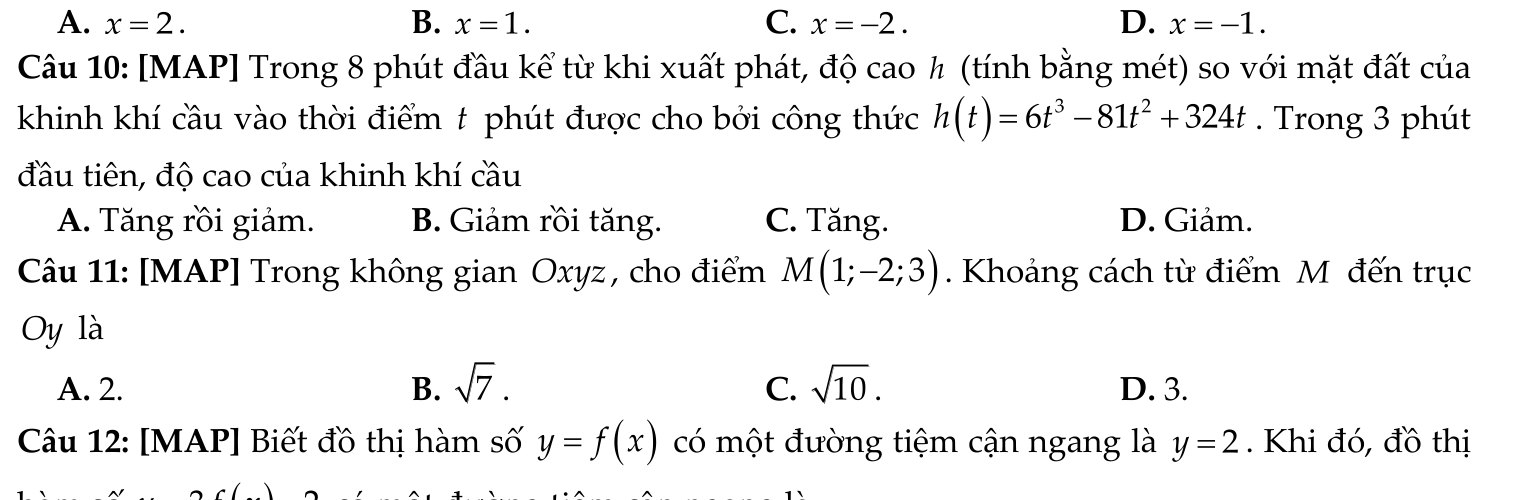 A. x = 2. B. x = 1. C. x = −2. D. x = −1.
Câu 10: [MAP] Trong 8 phút đầu kể từ khi xuất phát, độ cao h (tính bằng mét) so với mặt đất của
khinh khí cầu vào thời điểm t phút được cho bởi công thức h(t) = 6t³ − 81t² + 324t. Trong 3 phút
đầu tiên, độ cao của khinh khí cầu
A. Tăng rồi giảm. B. Giảm rồi tăng. C. Tăng. D. Giảm.
Câu 11: [MAP] Trong không gian Oxyz, cho điểm M(1;−2;3). Khoảng cách từ điểm M đến trục
Oy là
A. 2. B. √7. C. √10. D. 3.
Câu 12: [MAP] Biết đồ thị hàm số y = f(x) có một đường tiệm cận ngang là y = 2. Khi đó, đồ thị